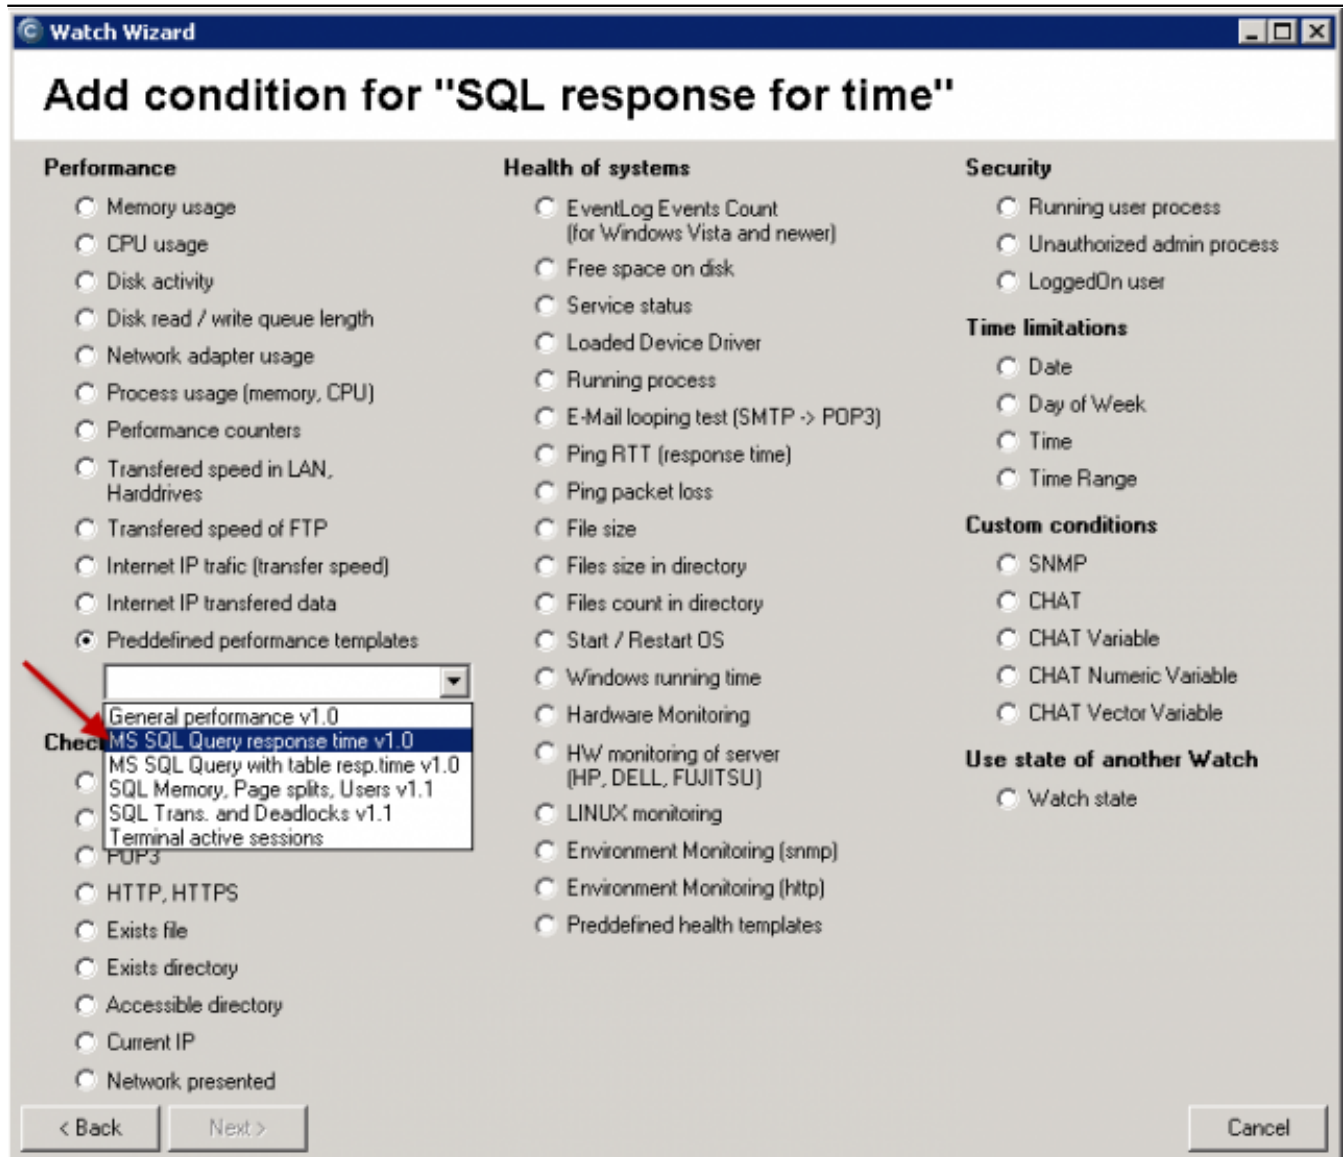 Watch Wizard
Add condition for "SQL response for time"
Performance
Memory usage
CPU usage
Disk activity
Disk read / write queue length
Network adapter usage
Process usage (memory, CPU)
Performance counters
Transfered speed in LAN,
Harddrives
Transfered speed of FTP
Internet IP trafic (transfer speed)
Internet IP transfered data
Preddefined performance templates
General performance v1.0
MS SQL Query response time v1.0
MS SQL Query with table resp.time v1.0
SQL Memory, Page splits, Users v1.1
SQL Trans. and Deadlocks v1.1
Terminal active sessions
Chec
POP3
HTTP, HTTPS
Exists file
Exists directory
Accessible directory
Current IP
Network presented
Health of systems
EventLog Events Count
(for Windows Vista and newer)
Free space on disk
Service status
Loaded Device Driver
Running process
E-Mail looping test (SMTP -> POP3)
Ping RTT (response time)
Ping packet loss
File size
Files size in directory
Files count in directory
Start / Restart OS
Windows running time
Hardware Monitoring
HW monitoring of server
(HP, DELL, FUJITSU)
LINUX monitoring
Environment Monitoring (snmp)
Environment Monitoring (http)
Preddefined health templates
Security
Running user process
Unauthorized admin process
LoggedOn user
Time limitations
Date
Day of Week
Time
Time Range
Custom conditions
SNMP
CHAT
CHAT Variable
CHAT Numeric Variable
CHAT Vector Variable
Use state of another Watch
Watch state
< Back
Next >
Cancel